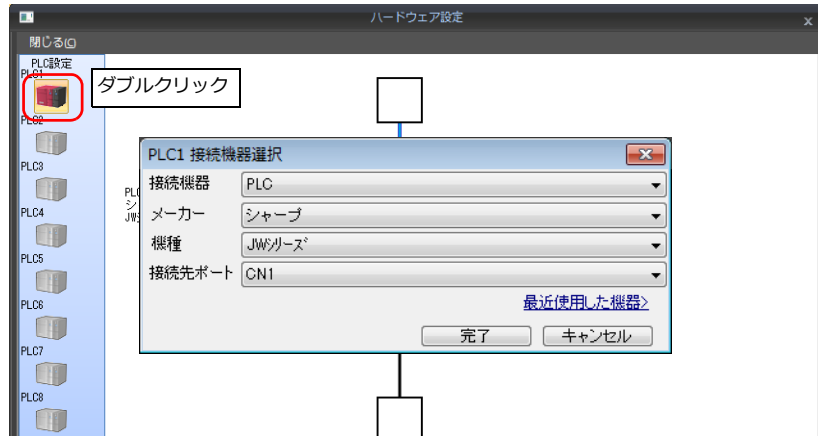 ハードウェア設定
x
閉じる(C)
PLC設定
PLC1
ダブルクリック
PLC2
PLC3
PLC4
PLC5
PLC6
PLC7
PLC8
PLC1 接続機器選択
接続機器 PLC
メーカー シャープ
機種 JWシリーズ
接続先ポート CN1
最近使用した機器>
完了 キャンセル